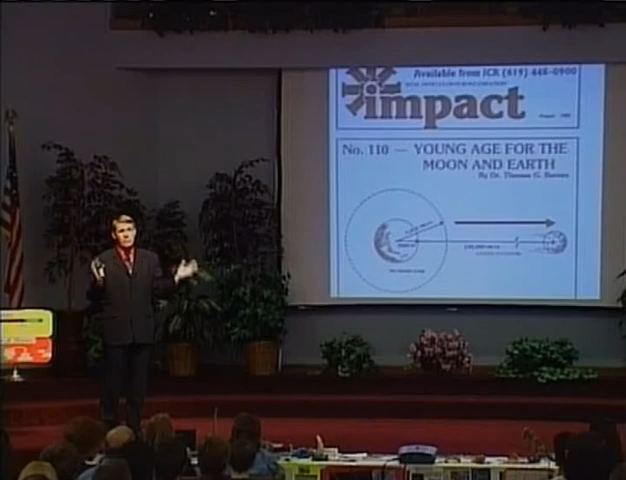 Available from ICR (619) 448-0900
impact
No. 110 — YOUNG AGE FOR THE
MOON AND EARTH
By Dr. Thomas G. Barnes